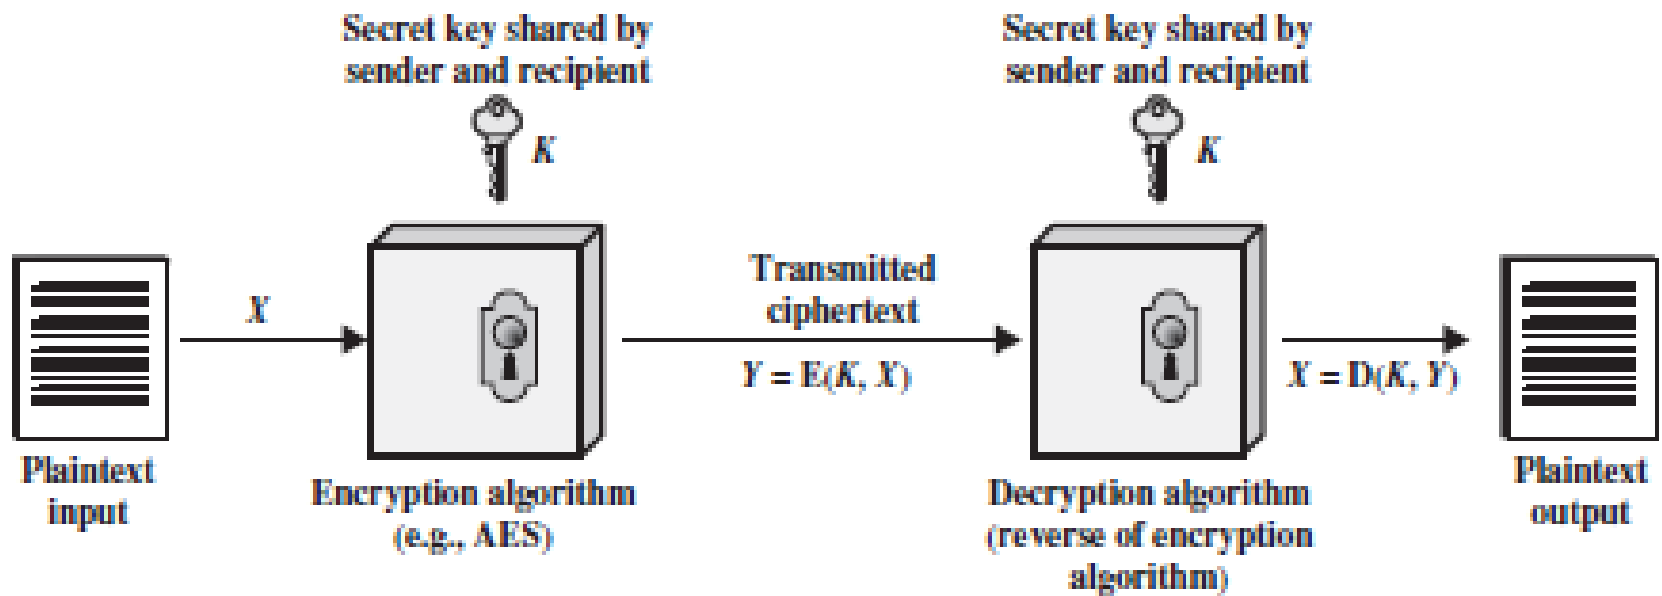 Secret key shared by
sender and recipient
K
Secret key shared by
sender and recipient
K
X
Transmitted
ciphertext
Y = E(K, X)
X = D(K, Y)
Plaintext
input
Encryption algorithm
(e.g., AES)
Decryption algorithm
(reverse of encryption
algorithm)
Plaintext
output